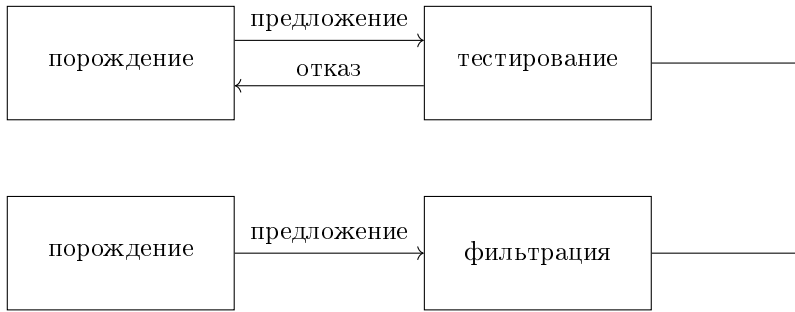 предложение
порождение
тестирование
отказ
предложение
порождение
фильтрация